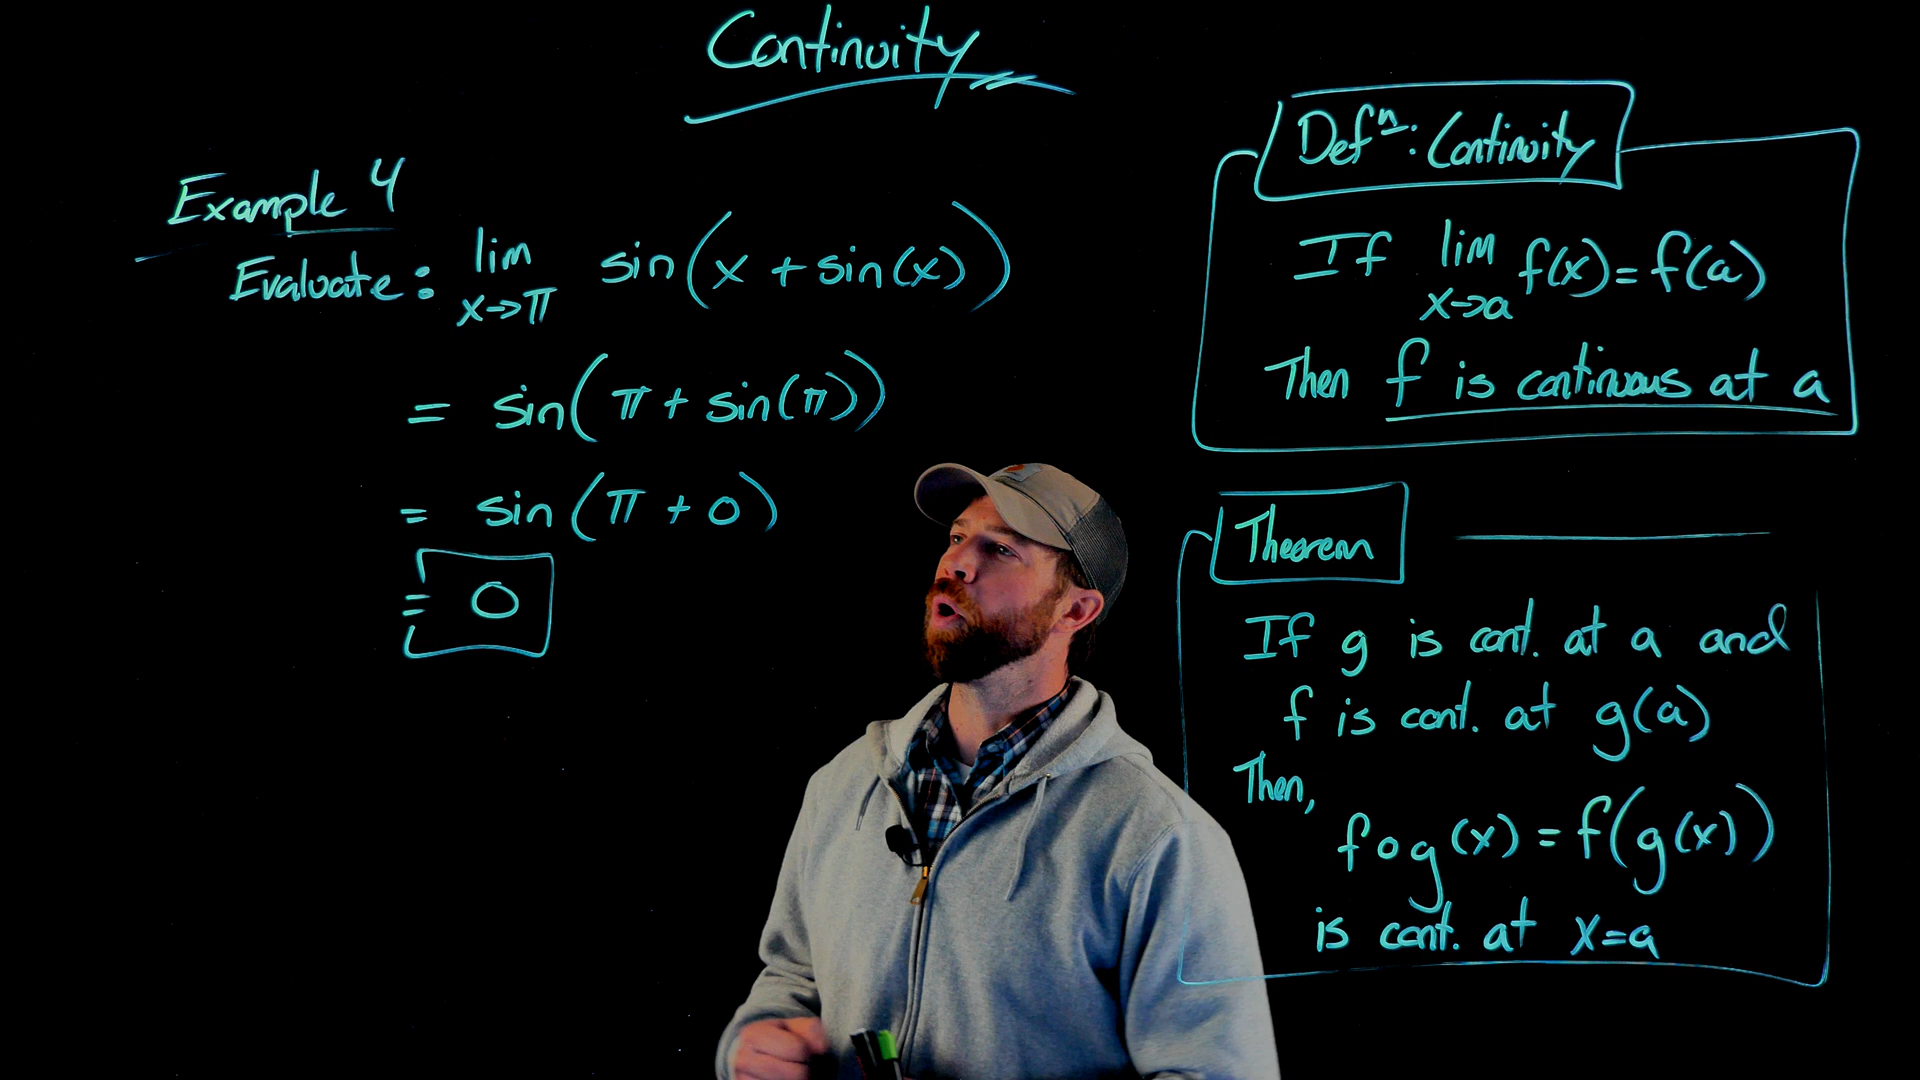 Continuity
Example 4
Evaluate: lim x→π sin(x + sin(x))
= sin(π + sin(π))
= sin(π + 0)
= 0
Defⁿ: Continuity
If lim x→a f(x) = f(a)
Then f is continuous at a
Theorem
If g is cont. at a and
f is cont. at g(a)
Then,
f∘g(x) = f(g(x))
is cont. at x=a